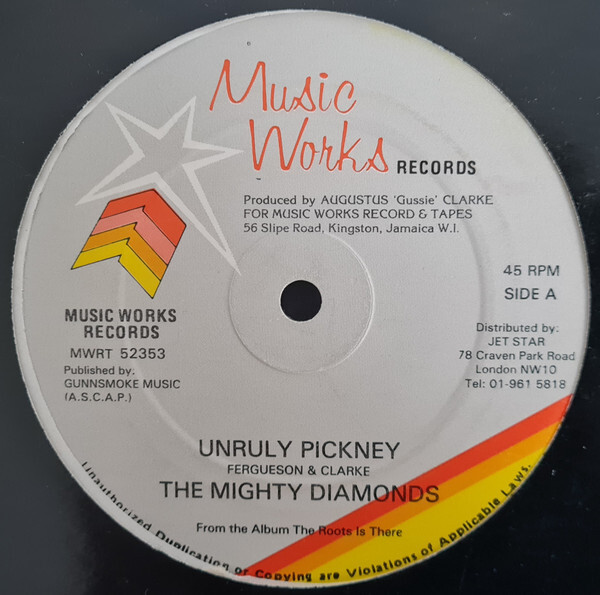 Music
Works RECORDS
Produced by AUGUSTUS 'Gussie' CLARKE
FOR MUSIC WORKS RECORD & TAPES
56 Slipe Road, Kingston, Jamaica W.I.
MUSIC WORKS
RECORDS
MWRT 52353
Published by:
GUNNSMOKE MUSIC
(A.S.C.A.P.)
45 RPM
SIDE A
Distributed by:
JET STAR
78 Craven Park Road
London NW10
Tel: 01-961 5818
UNRULY PICKNEY
FERGUESON & CLARKE
THE MIGHTY DIAMONDS
From the Album The Roots Is There
Unauthorized Duplication or Copying are Violations of Applicable Laws.